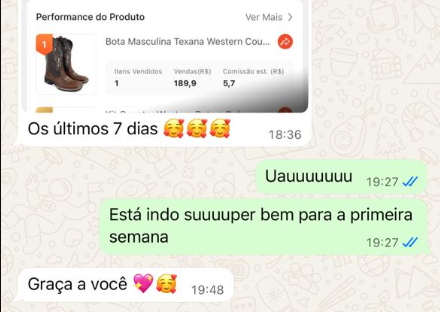 Performance do Produto
Ver Mais >
1
Bota Masculina Texana Western Cou...
Itens Vendidos Vendas(R$) Comissão est. (R$)
1 189,9 5,7
Os últimos 7 dias 🥰🥰🥰
18:36
Uauuuuuuu
19:27
Está indo suuuuper bem para a primeira
semana
19:27
Graça a você 💖🥰
19:48